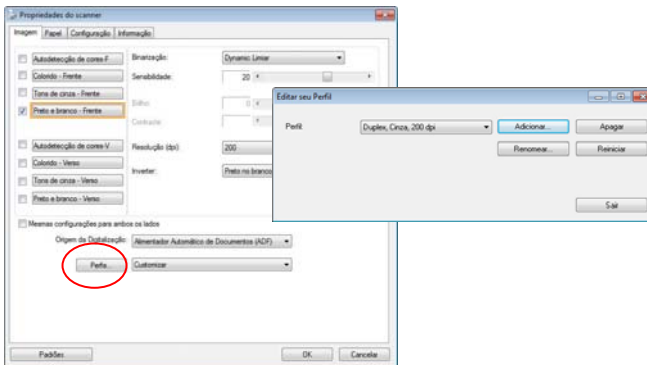 Propriedades do scanner
Imagem Papel Configuração Informação
Autodetecção de cores-F
Colorido - Frente
Tons de cinza - Frente
Preto e branco - Frente
Autodetecção de cores-V
Colorido - Verso
Tons de cinza - Verso
Preto e branco - Verso
Binarização: Dynamic Limiar
Sensibilidade: 20
Brilho: 0
Contraste
Resolução (dpi): 200
Inverter: Preto no branco
Mesmas configurações para ambos os lados
Origem da Digitalização: Alimentador Automático de Documentos (ADF)
Perfis... Customizar
Padrões OK Cancelar
Editar seu Perfil
Perfil: Duplex, Cinza, 200 dpi Adicionar... Apagar
Renomear... Reiniciar
Sair